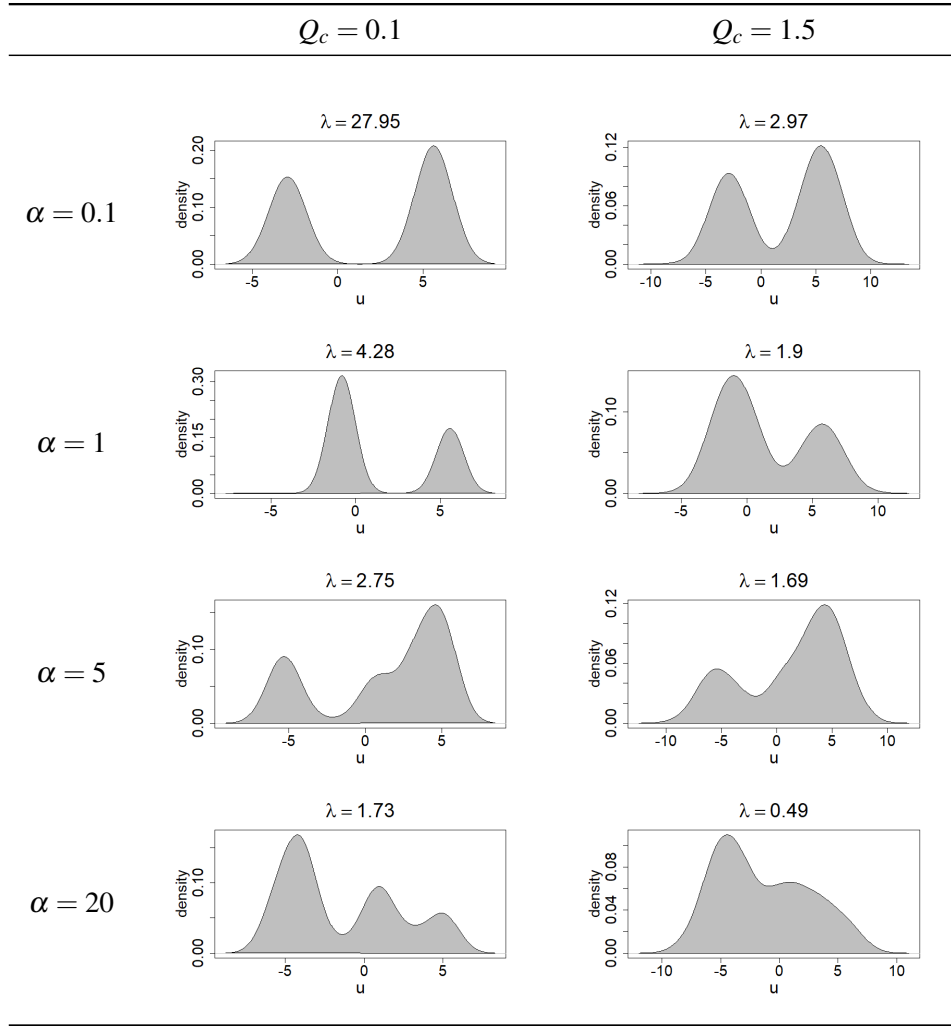 Q_c = 0.1 Q_c = 1.5
λ = 27.95 λ = 2.97
α = 0.1
density 0.00 0.10 0.20
-5 0 5
u
density 0.00 0.06 0.12
-10 -5 0 5 10
u
λ = 4.28 λ = 1.9
α = 1
density 0.00 0.15 0.30
-5 0 5
u
density 0.00 0.10
-5 0 5 10
u
λ = 2.75 λ = 1.69
α = 5
density 0.00 0.10
-5 0 5
u
density 0.00 0.06 0.12
-10 -5 0 5 10
u
λ = 1.73 λ = 0.49
α = 20
density 0.00 0.10
-5 0 5
u
density 0.00 0.04 0.08
-10 -5 0 5 10
u